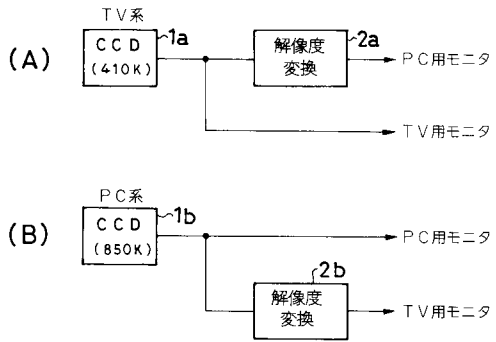 TV系
(A)
CCD
(410K)
1a
解像度
変換
2a
PC用モニタ
TV用モニタ
PC系
(B)
CCD
(850K)
1b
PC用モニタ
解像度
変換
2b
TV用モニタ